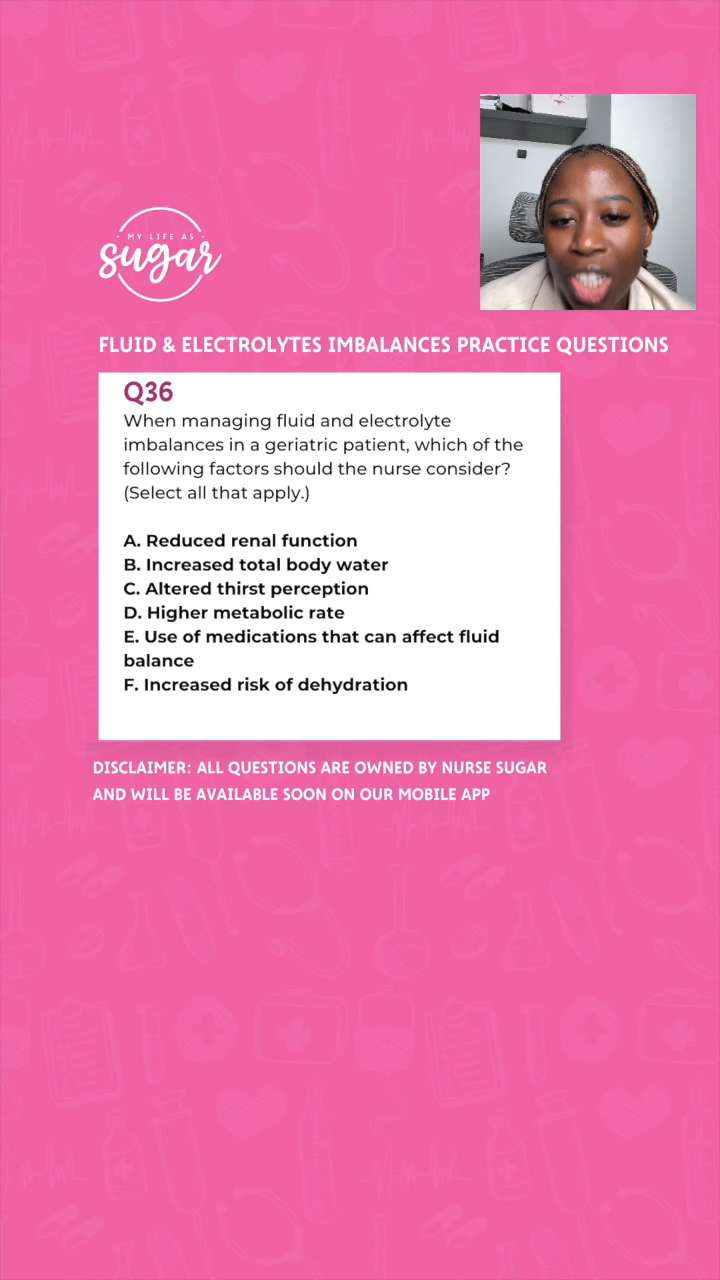 MY LIFE AS
sugar
FLUID & ELECTROLYTES IMBALANCES PRACTICE QUESTIONS
Q36
When managing fluid and electrolyte
imbalances in a geriatric patient, which of the
following factors should the nurse consider?
(Select all that apply.)
A. Reduced renal function
B. Increased total body water
C. Altered thirst perception
D. Higher metabolic rate
E. Use of medications that can affect fluid
balance
F. Increased risk of dehydration
DISCLAIMER: ALL QUESTIONS ARE OWNED BY NURSE SUGAR
AND WILL BE AVAILABLE SOON ON OUR MOBILE APP